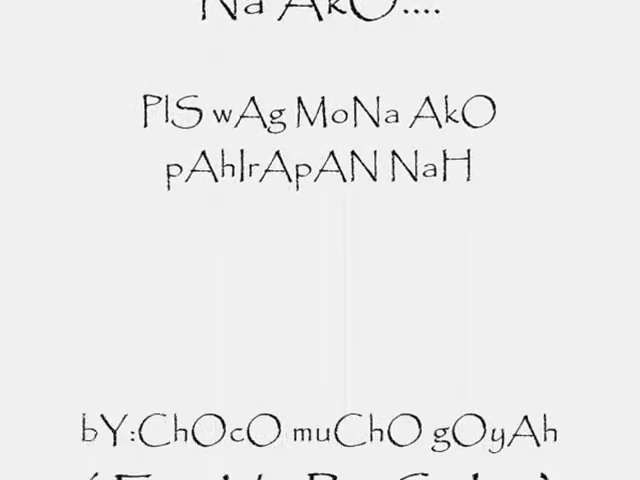 Na AkO....
PlS wAg MoNa AkO
pAhIrApAN NaH
bY:ChOcO muChO gOyAh